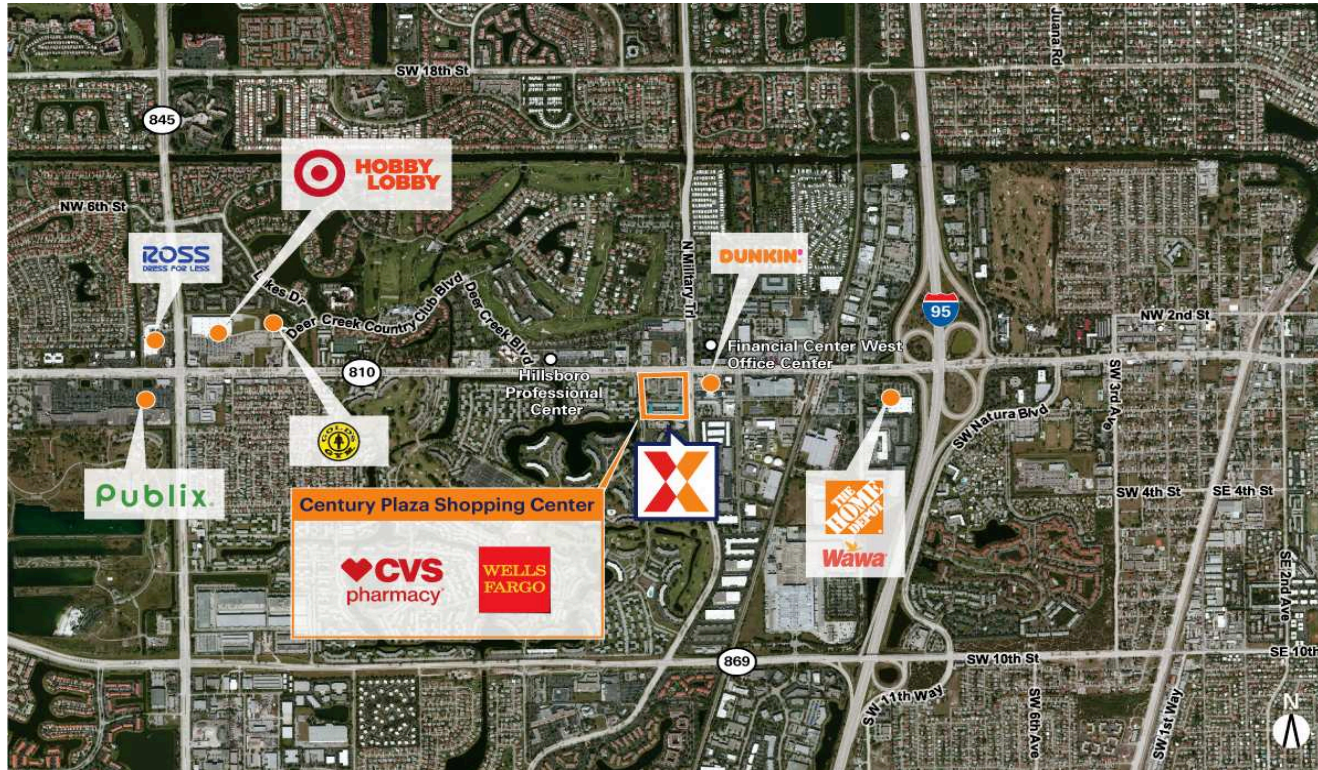 SW 18th St
Juana Rd
845
HOBBY
LOBBY
NW 6th St
ROSS
DRESS FOR LESS
Lakes Dr
Deer Creek Country Club Blvd
Deer Creek Blvd
N Military Trl
DUNKIN'
95
NW 2nd St
Financial Center West
Office Center
810
Hillsboro
Professional
Center
SW 3rd Ave
SW Natura Blvd
GOLD'S
GYM
Publix.
Century Plaza Shopping Center
CVS
pharmacy
WELLS
FARGO
THE
HOME
DEPOT
Wawa
SW 4th St
SE 4th St
SE 2nd Ave
869
SW 10th St
SE 10th
SW 11th Way
SW 6th Ave
SW 1st Way
N